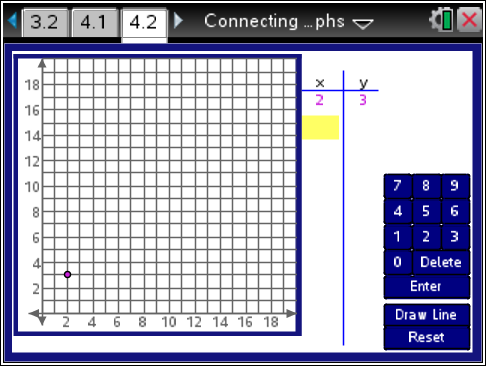 3.2 4.1 4.2 Connecting ...phs
x y
2 3
18
16
14
12
10
8
6
4
2
2 4 6 8 10 12 14 16 18
7 8 9
4 5 6
1 2 3
0 Delete
Enter
Draw Line
Reset